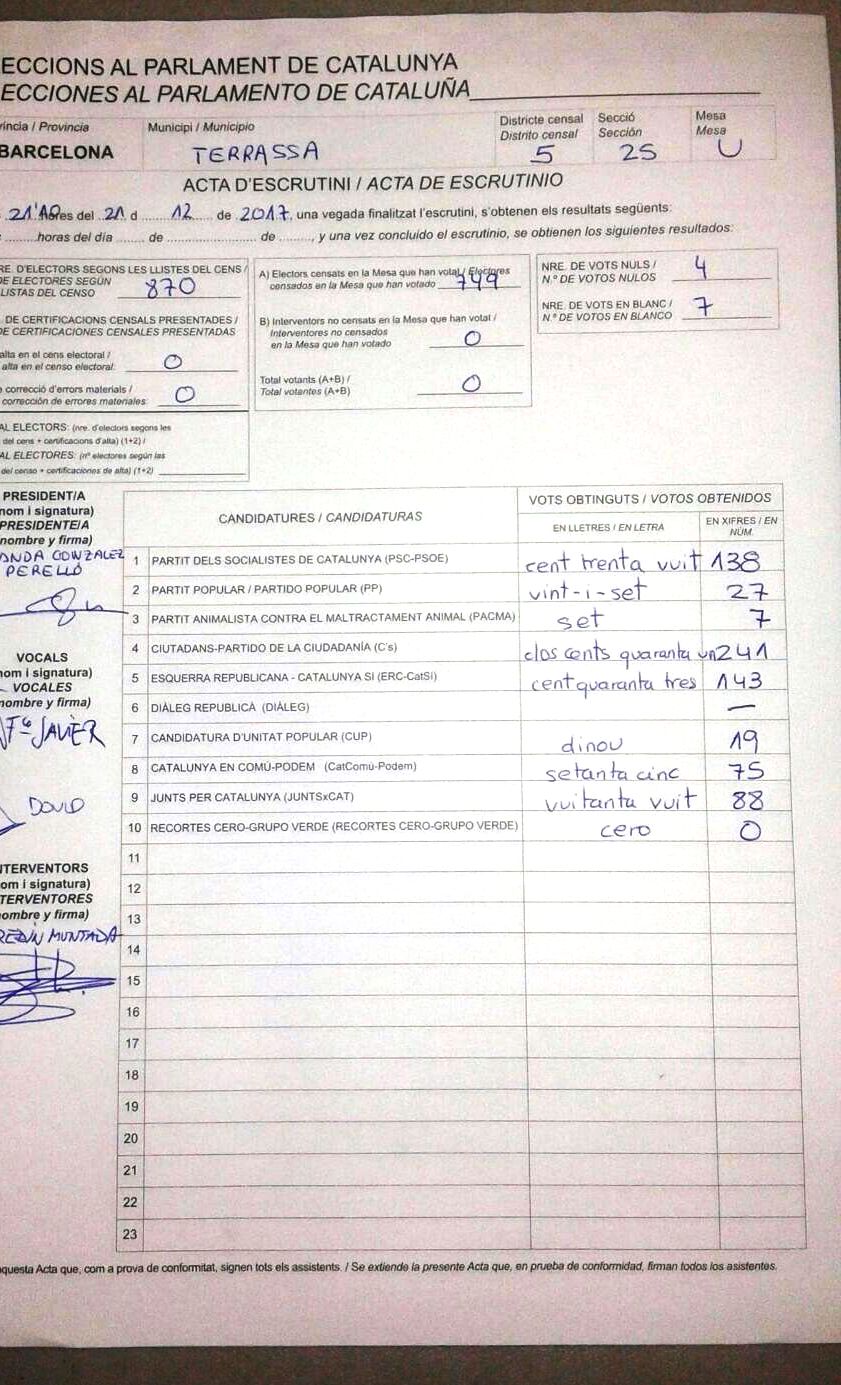 ECCIONS AL PARLAMENT DE CATALUNYA
ECCIONES AL PARLAMENTO DE CATALUÑA
víncia / Provincia Municipi / Municipio Districte censal Secció Mesa
Distrito censal Sección Mesa
BARCELONA TERRASSA 5 25 U
ACTA D'ESCRUTINI / ACTA DE ESCRUTINIO
21'10 hores del 21 d 12 de 2017, una vegada finalitzat l'escrutini, s'obtenen els resultats següents:
horas del día de de , y una vez concluido el escrutinio, se obtienen los siguientes resultados:
RE. D'ELECTORS SEGONS LES LLISTES DEL CENS /
DE ELECTORES SEGÚN
LISTAS DEL CENSO 870
DE CERTIFICACIONS CENSALS PRESENTADES /
DE CERTIFICACIONES CENSALES PRESENTADAS
alta en el cens electoral /
alta en el censo electoral: 0
correcció d'errors materials /
corrección de errores materiales: 0
AL ELECTORS: (nre. d'electors segons les
del cens + certificacions d'alta) (1+2) /
AL ELECTORES: (nº electores según las
del censo + certificaciones de alta) (1+2)
A) Electors censats en la Mesa que han votat / Electores
censados en la Mesa que han votado 749
B) Interventors no censats en la Mesa que han votat /
Interventores no censados
en la Mesa que han votado 0
Total votants (A+B) /
Total votantes (A+B) 0
NRE. DE VOTS NULS /
N.º DE VOTOS NULOS 4
NRE. DE VOTS EN BLANC /
N.º DE VOTOS EN BLANCO 7
PRESIDENT/A
nom i signatura)
PRESIDENTE/A
nombre y firma)
ANDA GONZALEZ
PERELLÓ
VOCALS
nom i signatura)
VOCALES
nombre y firma)
JAVIER
DAVID
NTERVENTORS
om i signatura)
TERVENTORES
ombre y firma)
MUNTADA
CANDIDATURES / CANDIDATURAS VOTS OBTINGUTS / VOTOS OBTENIDOS
EN LLETRES / EN LETRA EN XIFRES / EN NÚM.
1 PARTIT DELS SOCIALISTES DE CATALUNYA (PSC-PSOE) cent trenta vuit 138
2 PARTIT POPULAR / PARTIDO POPULAR (PP) vint-i-set 27
3 PARTIT ANIMALISTA CONTRA EL MALTRACTAMENT ANIMAL (PACMA) set 7
4 CIUTADANS-PARTIDO DE LA CIUDADANÍA (C's) dos cents quaranta un 241
5 ESQUERRA REPUBLICANA - CATALUNYA SI (ERC-CatSí) cent quaranta tres 143
6 DIÀLEG REPUBLICÀ (DIÀLEG) —
7 CANDIDATURA D'UNITAT POPULAR (CUP) dinou 19
8 CATALUNYA EN COMÚ-PODEM (CatComú-Podem) setanta cinc 75
9 JUNTS PER CATALUNYA (JUNTSxCAT) vuitanta vuit 88
10 RECORTES CERO-GRUPO VERDE (RECORTES CERO-GRUPO VERDE) cero 0
11
12
13
14
15
16
17
18
19
20
21
22
23
questa Acta que, com a prova de conformitat, signen tots els assistents. / Se extiende la presente Acta que, en prueba de conformidad, firman todos los asistentes.